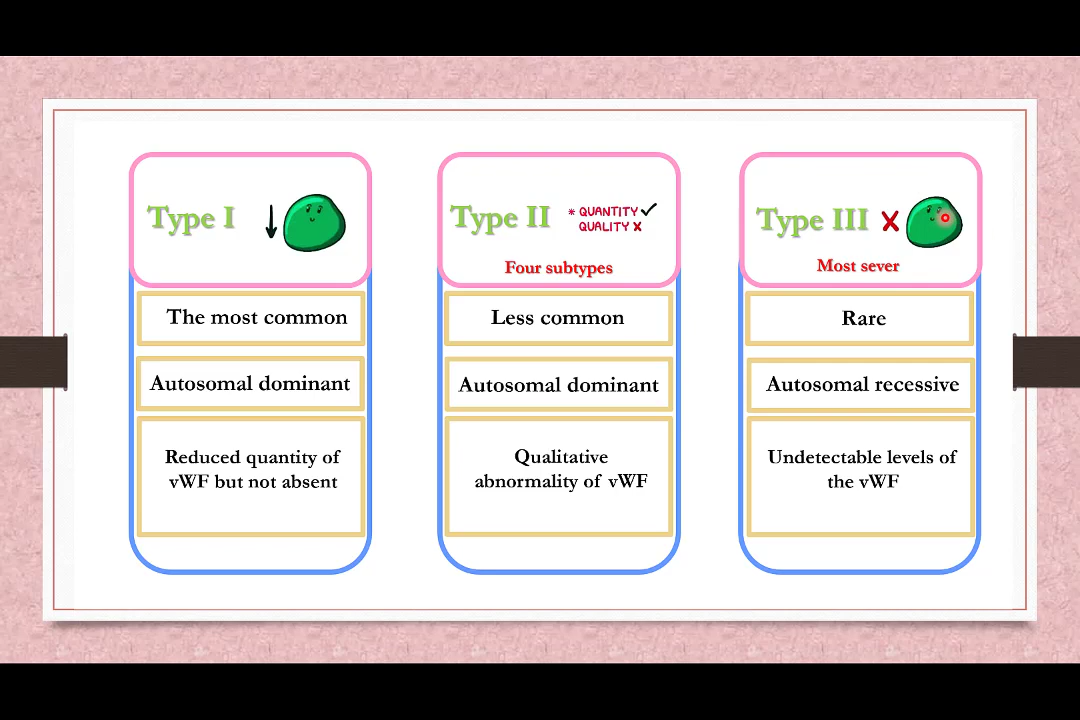 Type I
The most common
Autosomal dominant
Reduced quantity of
vWF but not absent
Type II
* QUANTITY ✓
QUALITY x
Four subtypes
Less common
Autosomal dominant
Qualitative
abnormality of vWF
Type III X
Most sever
Rare
Autosomal recessive
Undetectable levels of
the vWF